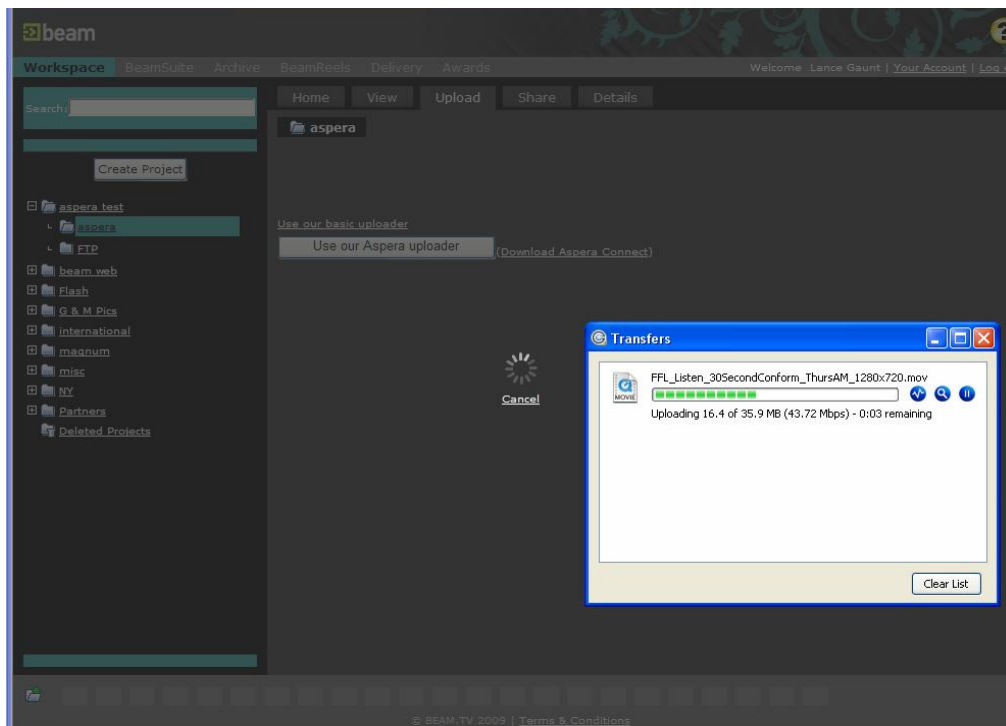 beam
Workspace BeamSuite Archive BeamReels Delivery Awards Welcome Lance Gaunt | Your Account | Log
Search:
Home View Upload Share Details
aspera
Create Project
aspera test
aspera
FTP
beam web
Flash
G & M Pics
international
magnum
misc
NY
Partners
Deleted Projects
Use our basic uploader
Use our Aspera uploader (Download Aspera Connect)
Cancel
Transfers
FFL_Listen_30SecondConform_ThursAM_1280x720.mov
MOVIE
Uploading 16.4 of 35.9 MB (43.72 Mbps) - 0:03 remaining
Clear List
© BEAM.TV 2009 | Terms & Conditions